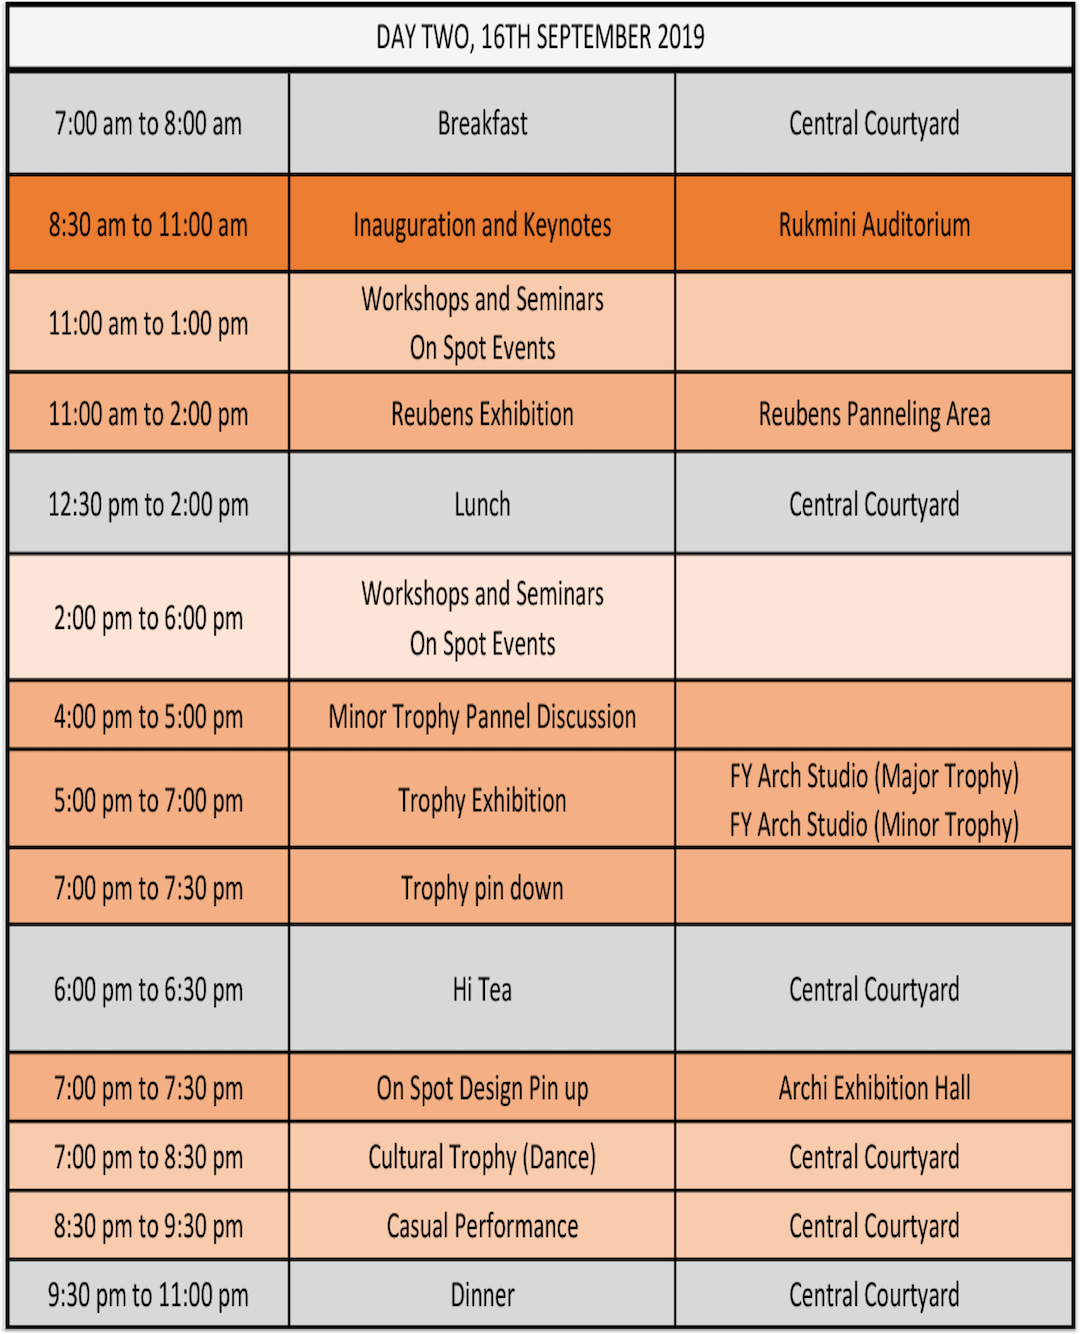 DAY TWO, 16TH SEPTEMBER 2019
7:00 am to 8:00 am Breakfast Central Courtyard
8:30 am to 11:00 am Inauguration and Keynotes Rukmini Auditorium
11:00 am to 1:00 pm Workshops and Seminars
On Spot Events
11:00 am to 2:00 pm Reubens Exhibition Reubens Panneling Area
12:30 pm to 2:00 pm Lunch Central Courtyard
2:00 pm to 6:00 pm Workshops and Seminars
On Spot Events
4:00 pm to 5:00 pm Minor Trophy Pannel Discussion
5:00 pm to 7:00 pm Trophy Exhibition FY Arch Studio (Major Trophy)
FY Arch Studio (Minor Trophy)
7:00 pm to 7:30 pm Trophy pin down
6:00 pm to 6:30 pm Hi Tea Central Courtyard
7:00 pm to 7:30 pm On Spot Design Pin up Archi Exhibition Hall
7:00 pm to 8:30 pm Cultural Trophy (Dance) Central Courtyard
8:30 pm to 9:30 pm Casual Performance Central Courtyard
9:30 pm to 11:00 pm Dinner Central Courtyard